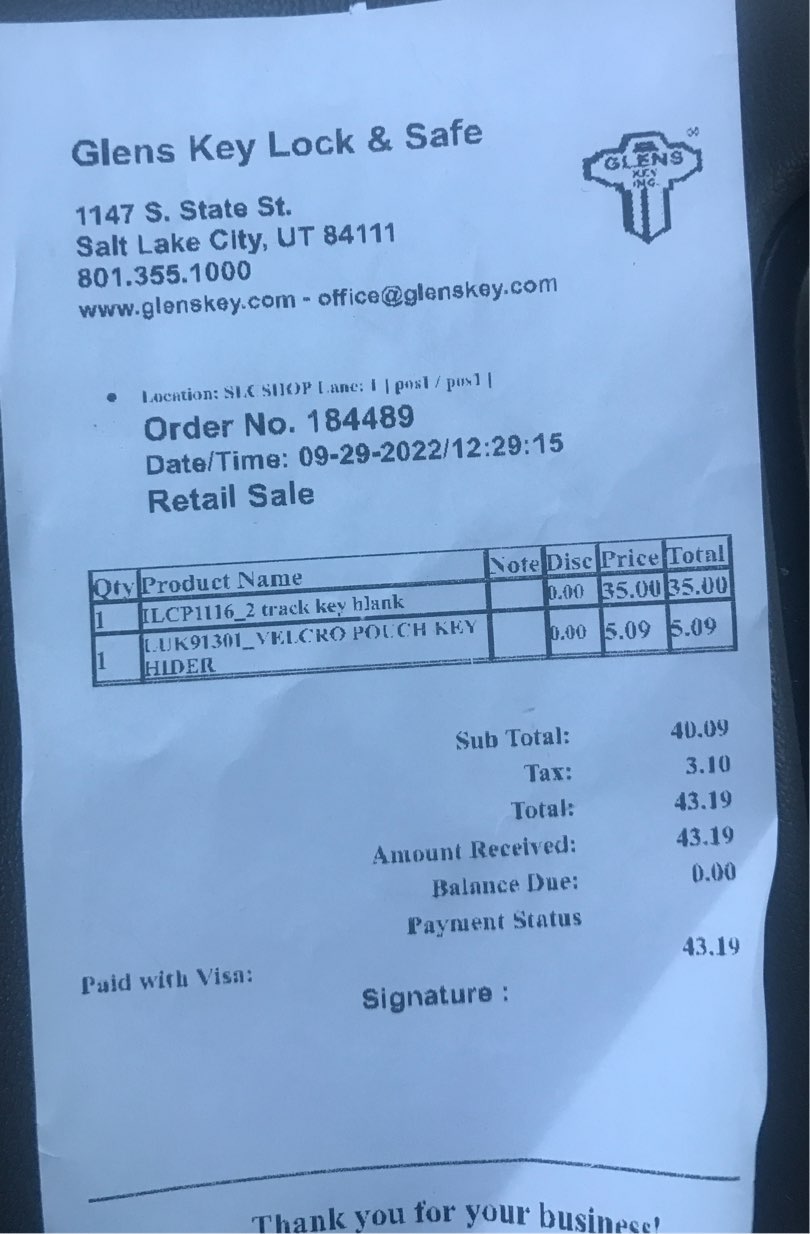 Glens Key Lock & Safe
GLENS
KEY
INC.
1147 S. State St.
Salt Lake City, UT 84111
801.355.1000
www.glenskey.com - office@glenskey.com
• Location: SLC SHOP Lane: 1 | pos1 / pos1 |
Order No. 184489
Date/Time: 09-29-2022/12:29:15
Retail Sale
Qty Product Name Note Disc Price Total
1 ILCP1116_2 track key blank 0.00 35.00 35.00
1 LUK91301_VELCRO POUCH KEY HIDER 0.00 5.09 5.09
Sub Total: 40.09
Tax: 3.10
Total: 43.19
Amount Received: 43.19
Balance Due: 0.00
Payment Status
Paid with Visa: 43.19
Signature :
Thank you for your business!